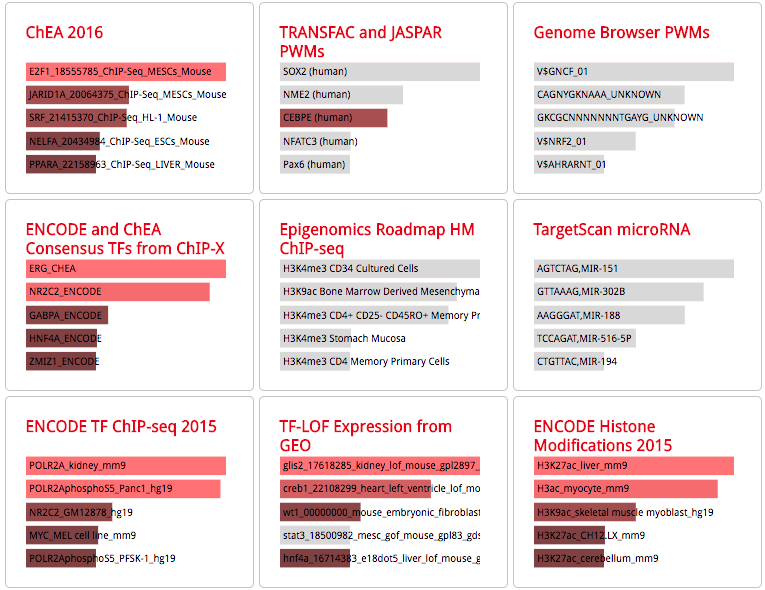 ChEA 2016
E2F1_18555785_ChIP-Seq_MESCs_Mouse
JARID1A_20064375_ChIP-Seq_MESCs_Mouse
SRF_21415370_ChIP-Seq_HL-1_Mouse
NELFA_20434984_ChIP-Seq_ESCs_Mouse
PPARA_22158963_ChIP-Seq_LIVER_Mouse
TRANSFAC and JASPAR
PWMs
SOX2 (human)
NME2 (human)
CEBPE (human)
NFATC3 (human)
Pax6 (human)
Genome Browser PWMs
V$GNCF_01
CAGNYGKNAAA_UNKNOWN
GKCGCNNNNNNNTGAYG_UNKNOWN
V$NRF2_01
V$AHRARNT_01
ENCODE and ChEA
Consensus TFs from ChIP-X
ERG_CHEA
NR2C2_ENCODE
GABPA_ENCODE
HNF4A_ENCODE
ZMIZ1_ENCODE
Epigenomics Roadmap HM
ChIP-seq
H3K4me3 CD34 Cultured Cells
H3K9ac Bone Marrow Derived Mesenchyma
H3K4me3 CD4+ CD25- CD45RO+ Memory Pr
H3K4me3 Stomach Mucosa
H3K4me3 CD4 Memory Primary Cells
TargetScan microRNA
AGTCTAG,MIR-151
GTTAAAG,MIR-302B
AAGGGAT,MIR-188
TCCAGAT,MIR-516-5P
CTGTTAC,MIR-194
ENCODE TF ChIP-seq 2015
POLR2A_kidney_mm9
POLR2AphosphoS5_Panc1_hg19
NR2C2_GM12878_hg19
MYC_MEL cell line_mm9
POLR2AphosphoS5_PFSK-1_hg19
TF-LOF Expression from
GEO
glis2_17618285_kidney_lof_mouse_gpl2897_
creb1_22108299_heart_left_ventricle_lof_mo
wt1_00000000_mouse_embryonic_fibroblast
stat3_18500982_mesc_gof_mouse_gpl83_gds
hnf4a_16714383_e18dot5_liver_lof_mouse_g
ENCODE Histone
Modifications 2015
H3K27ac_liver_mm9
H3ac_myocyte_mm9
H3K9ac_skeletal muscle myoblast_hg19
H3K27ac_CH12.LX_mm9
H3K27ac_cerebellum_mm9